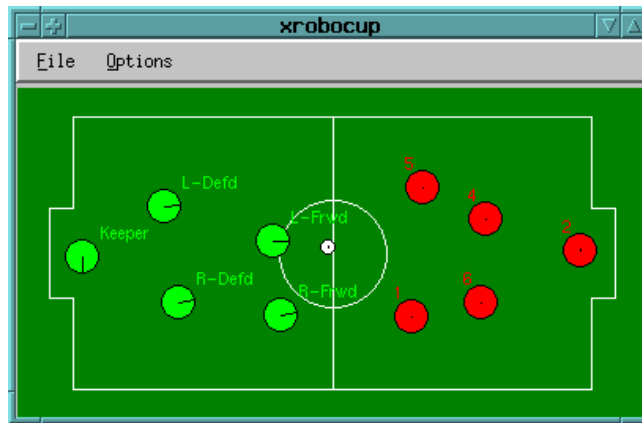 xrobocup
File Options
5
L-Defd
4
L-Frwd
2
Keeper
R-Defd
6
R-Frwd
1